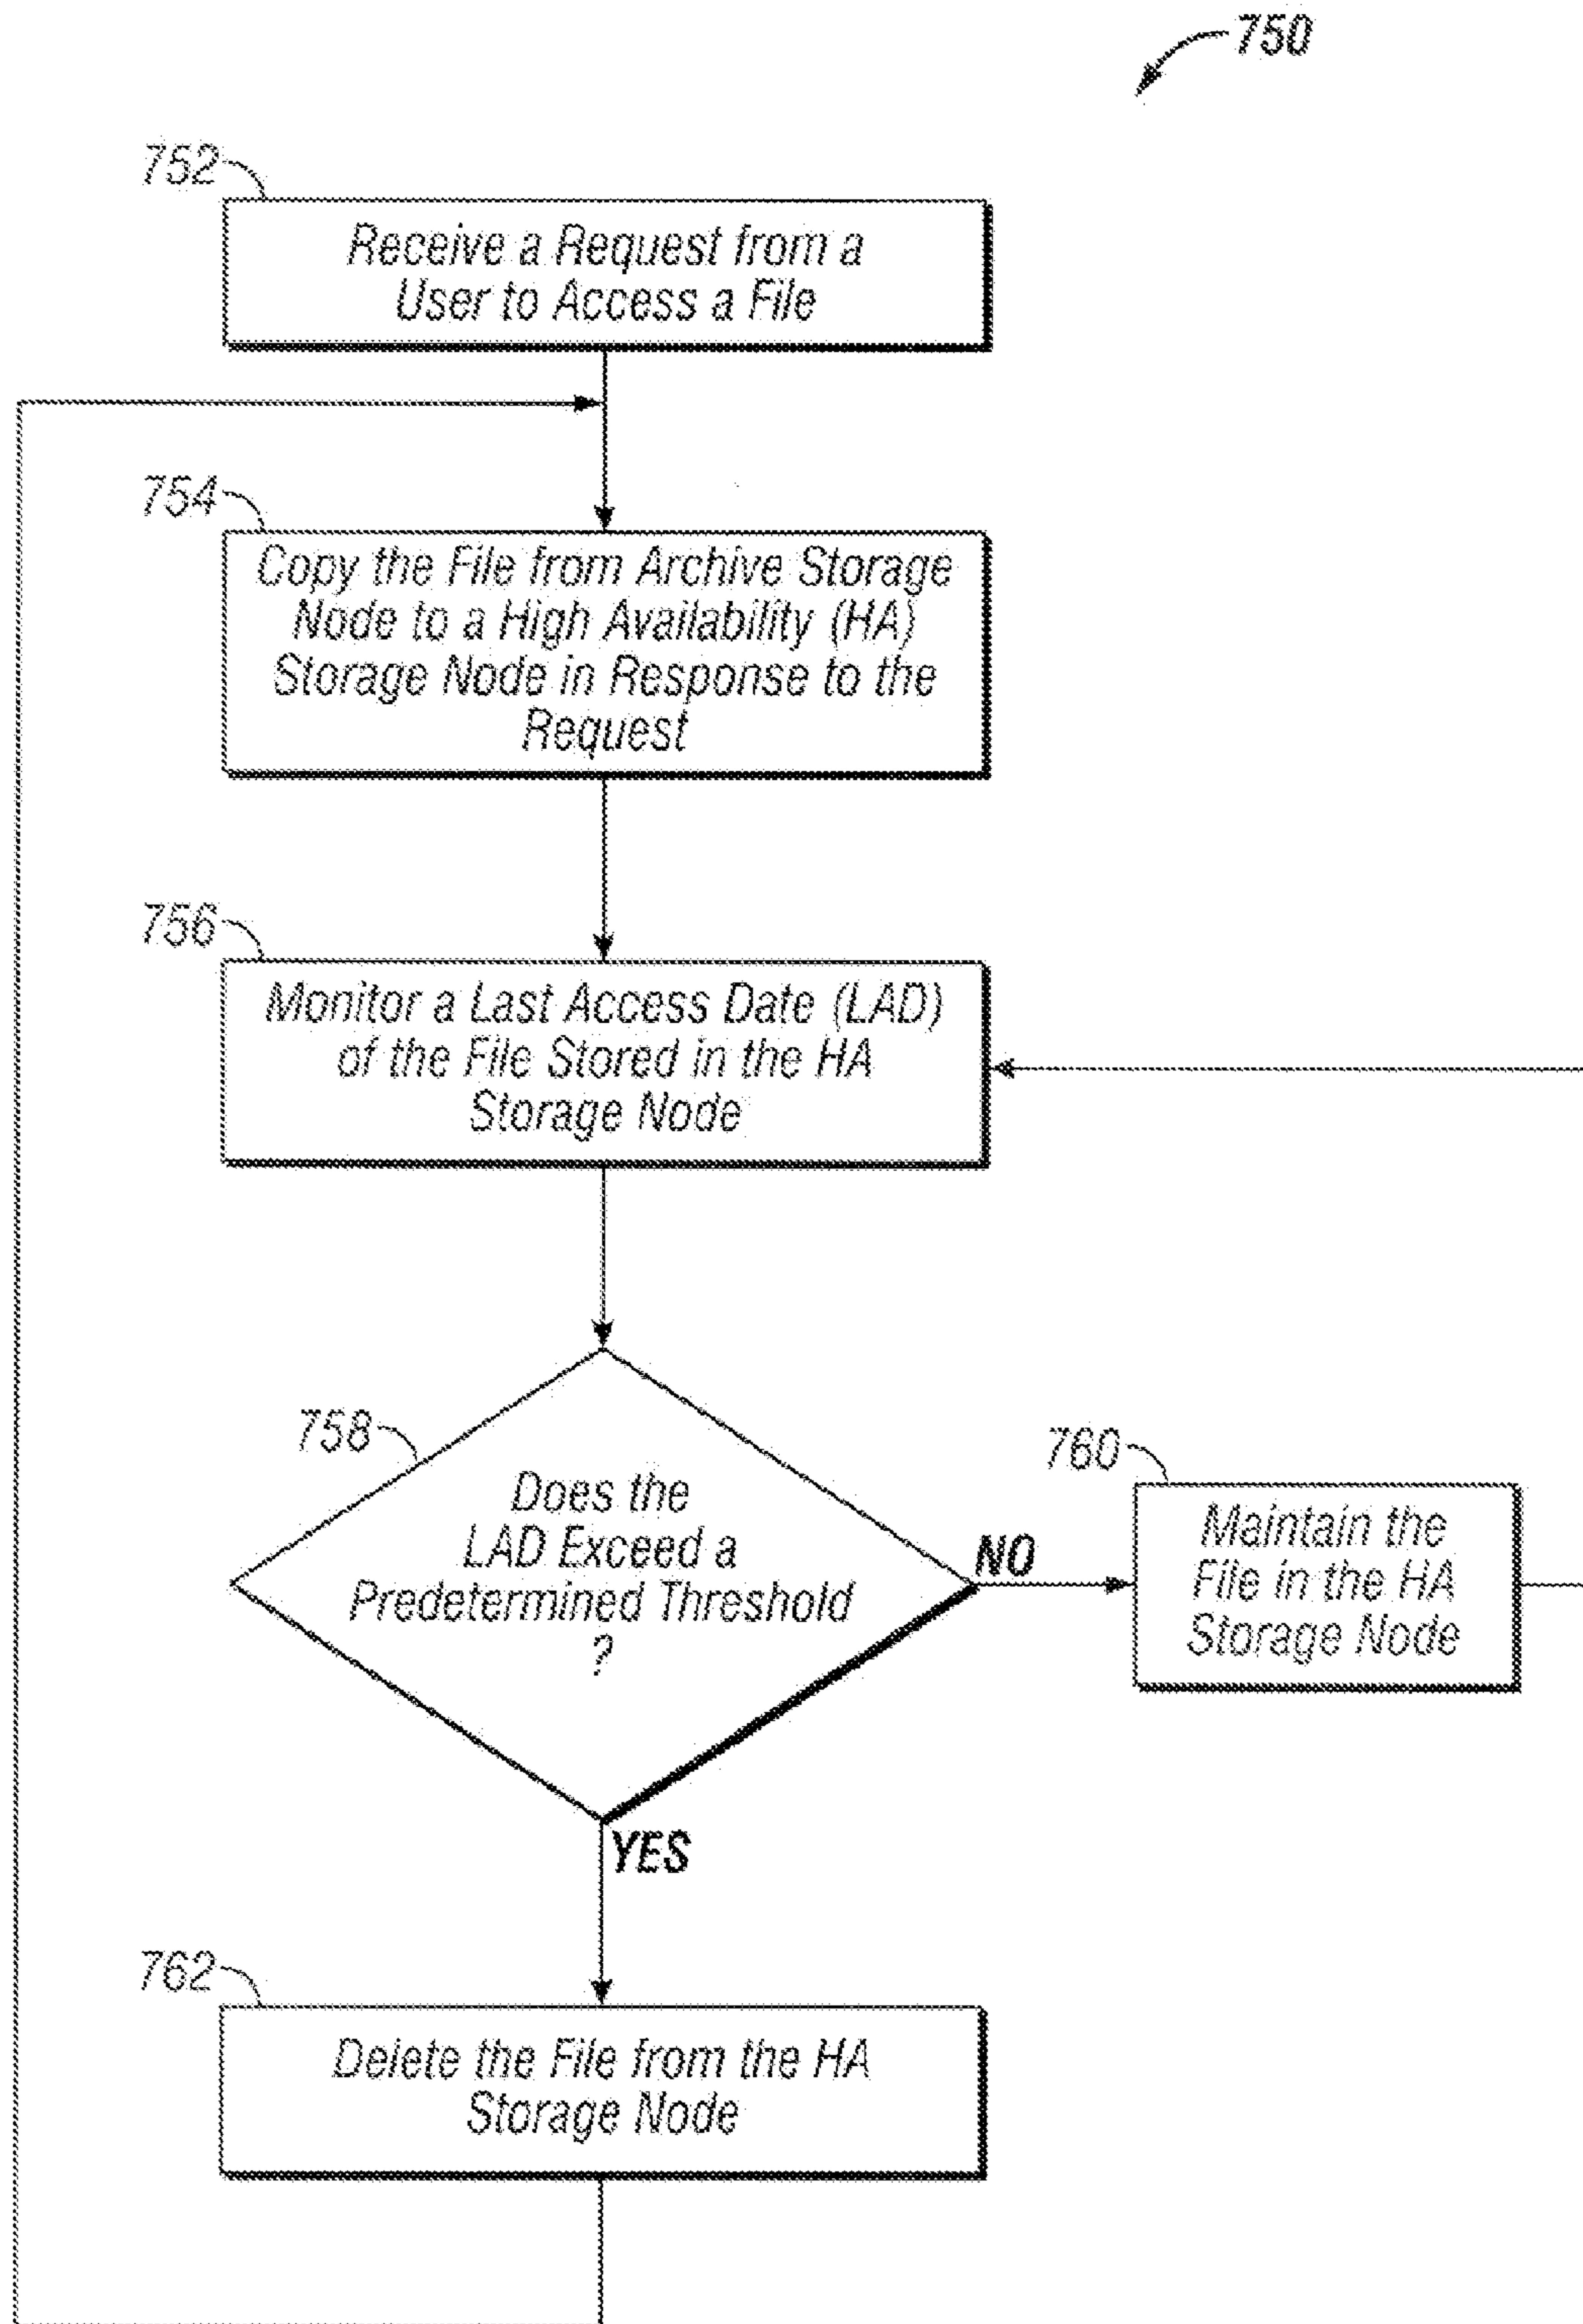 750
752
Receive a Request from a
User to Access a File
754
Copy the File from Archive Storage
Node to a High Availability (HA)
Storage Node in Response to the
Request
756
Monitor a Last Access Date (LAD)
of the File Stored in the HA
Storage Node
758
Does the
LAD Exceed a
Predetermined Threshold
?
NO
760
Maintain the
File in the HA
Storage Node
YES
762
Delete the File from the HA
Storage Node